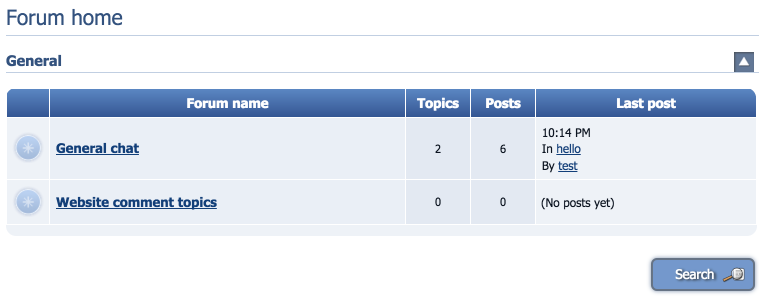 Forum home
General
Forum name Topics Posts Last post
General chat 2 6 10:14 PM
In hello
By test
Website comment topics 0 0 (No posts yet)
Search